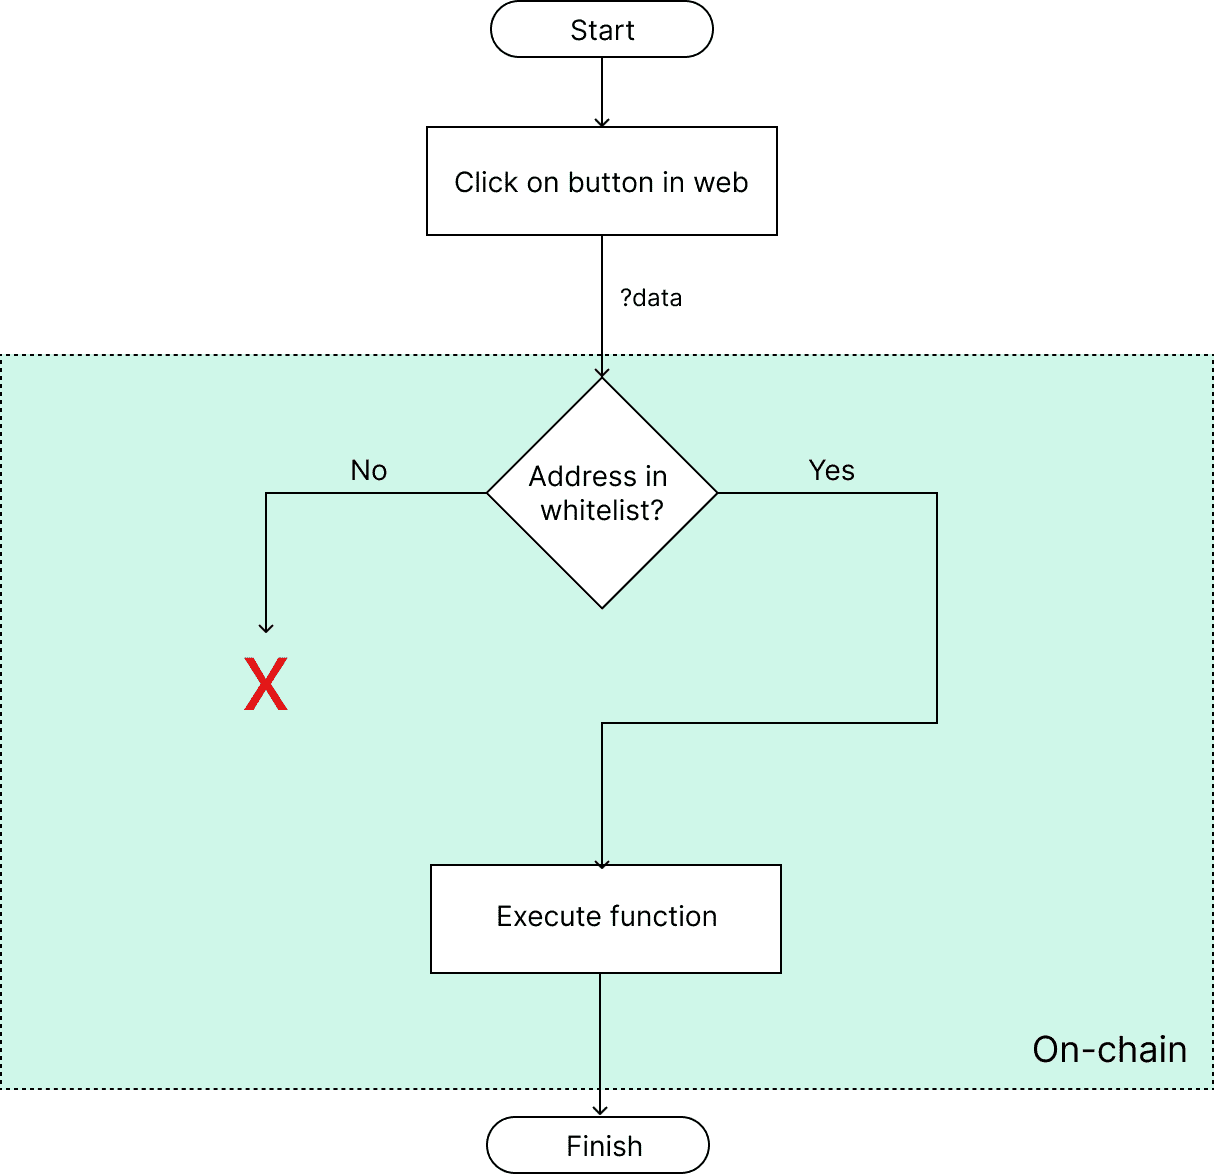 Start
Click on button in web
?data
No
Address in
whitelist?
Yes
X
Execute function
On-chain
Finish